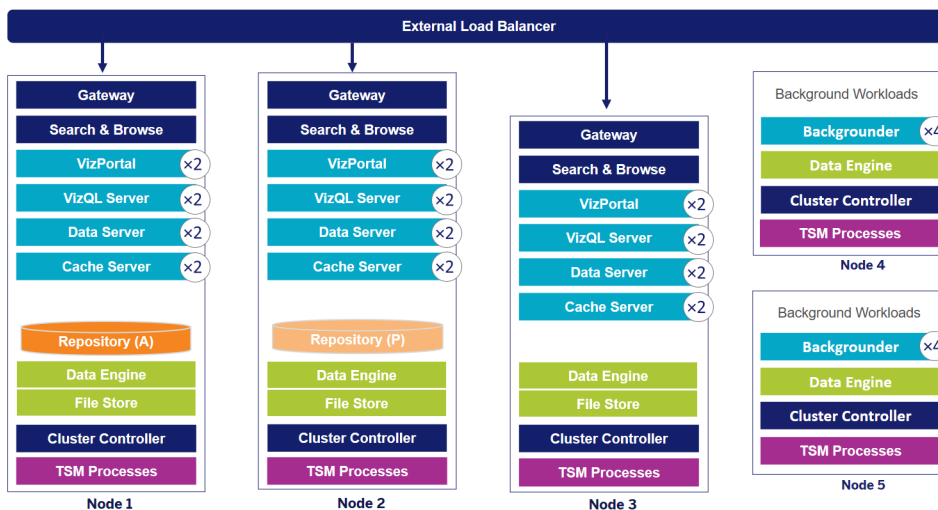 External Load Balancer
Gateway
Search & Browse
VizPortal
×2
VizQL Server
×2
Data Server
×2
Cache Server
×2
Repository (A)
Data Engine
File Store
Cluster Controller
TSM Processes
Node 1
Gateway
Search & Browse
VizPortal
×2
VizQL Server
×2
Data Server
×2
Cache Server
×2
Repository (P)
Data Engine
File Store
Cluster Controller
TSM Processes
Node 2
Gateway
Search & Browse
VizPortal
×2
VizQL Server
×2
Data Server
×2
Cache Server
×2
Data Engine
File Store
Cluster Controller
TSM Processes
Node 3
Background Workloads
Backgrounder
×4
Data Engine
Cluster Controller
TSM Processes
Node 4
Background Workloads
Backgrounder
×4
Data Engine
Cluster Controller
TSM Processes
Node 5